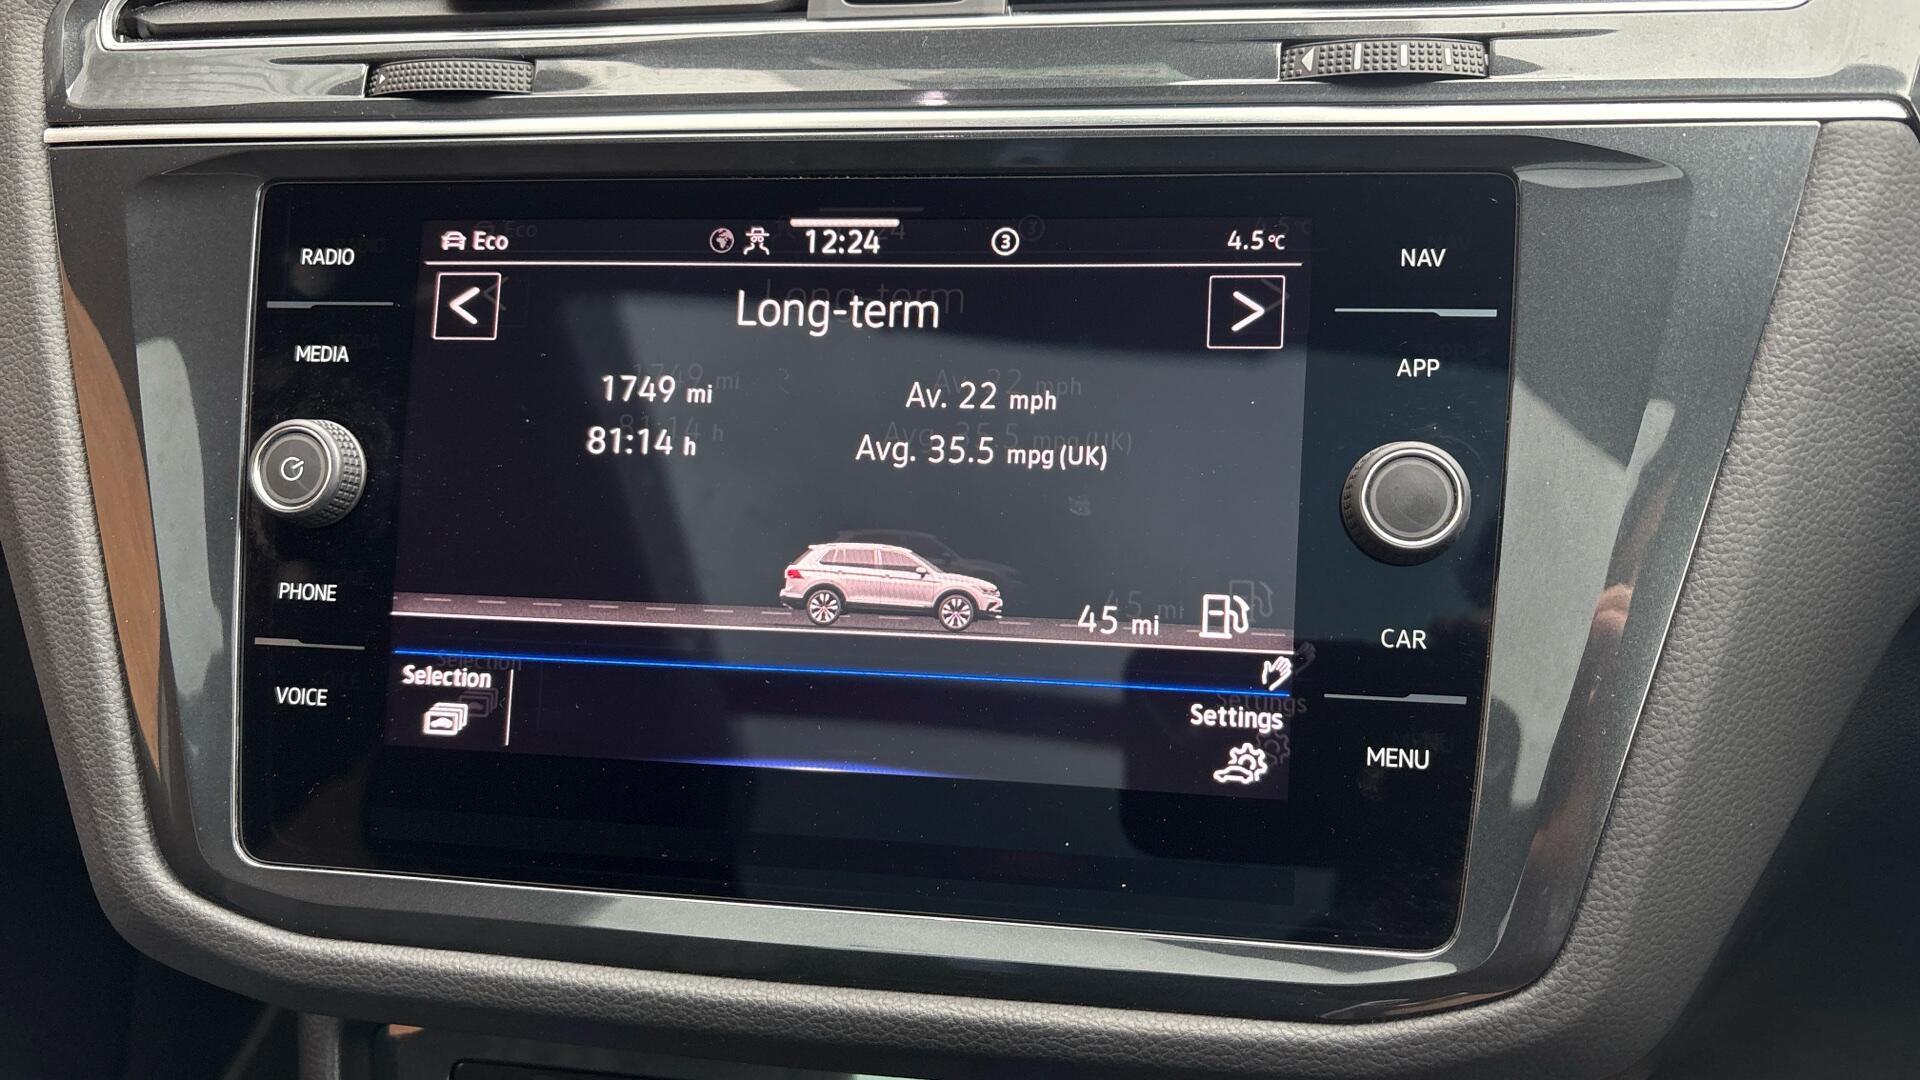 RADIO
MEDIA
PHONE
VOICE
Eco
12:24
3
4.5°C
<
Long-term
>
1749 mi
Av. 22 mph
81:14 h
Avg. 35.5 mpg (UK)
45 mi
Selection
Settings
NAV
APP
CAR
MENU